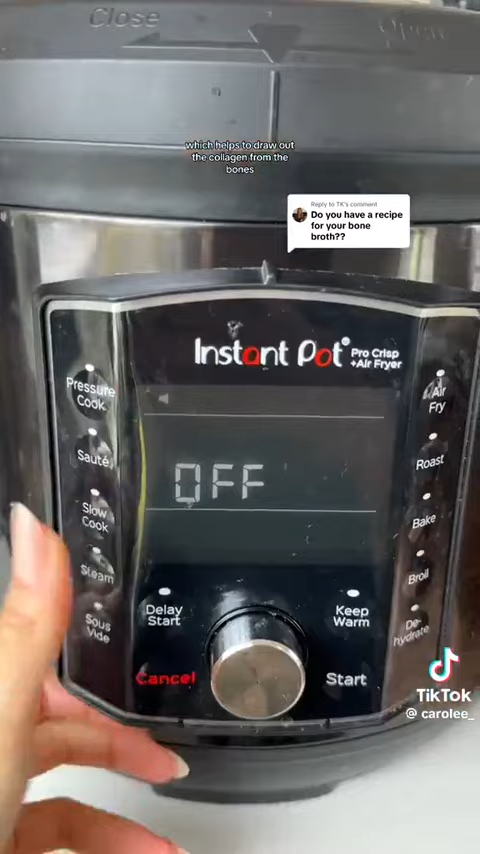 Close
Open
which helps to draw out
the collagen from the
bones
Reply to TK's comment
Do you have a recipe
for your bone
broth??
Instant Pot
Pro Crisp
+Air Fryer
Pressure
Cook
Sauté
Slow
Cook
Steam
Sous
Vide
OFF
Air
Fry
Roast
Bake
Broil
De-
hydrate
Delay
Start
Keep
Warm
Cancel
Start
TikTok
@ carolee_